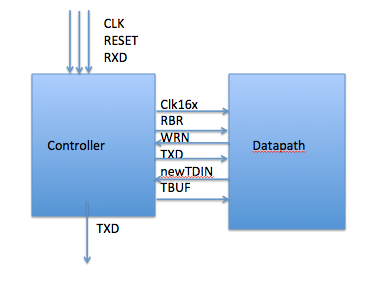 CLK
RESET
RXD
Controller
Clk16x
RBR
WRN
TXD
newTDIN
TBUF
Datapath
TXD